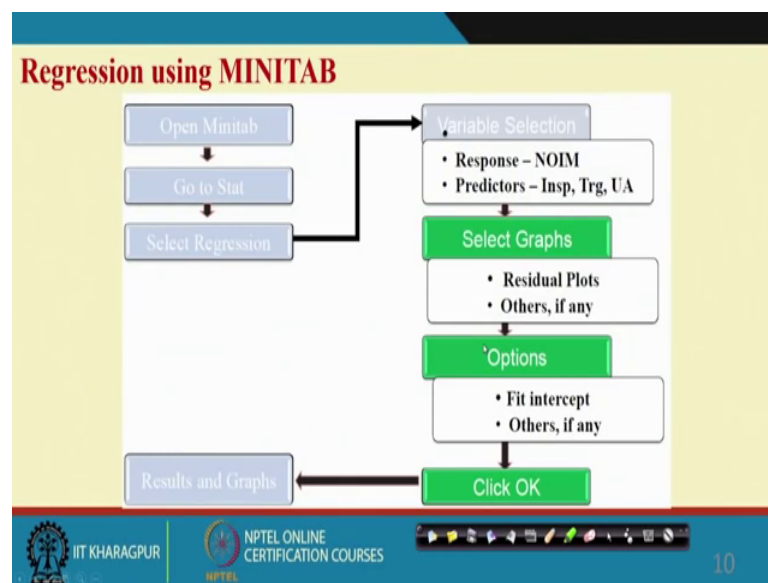 Regression using MINITAB
Open Minitab
Go to Stat
Select Regression
Variable Selection
• Response – NOIM
• Predictors – Insp, Trg, UA
Select Graphs
• Residual Plots
• Others, if any
Options
• Fit intercept
• Others, if any
Click OK
Results and Graphs
IIT KHARAGPUR
NPTEL
NPTEL ONLINE
CERTIFICATION COURSES
10